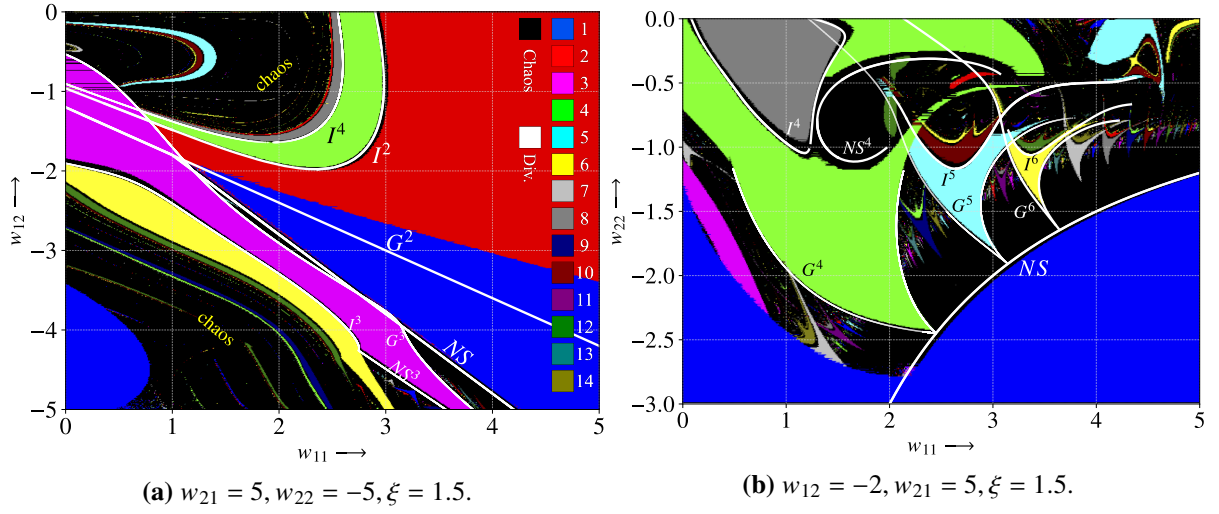 0
−1
−2
−3
−4
−5
w₁₂ ⟶
0
1
2
3
4
5
w₁₁ ⟶
chaos
chaos
I⁴
I²
G²
I³
G³
NS³
NS
Chaos
Div.
1
2
3
4
5
6
7
8
9
10
11
12
13
14
(a) w₂₁ = 5, w₂₂ = −5, ξ = 1.5.
0.0
−0.5
−1.0
−1.5
−2.0
−2.5
−3.0
w₂₂ ⟶
0
1
2
3
4
5
w₁₁ ⟶
I⁴
NS⁴
I⁵
I⁶
G⁵
G⁶
G⁴
NS
(b) w₁₂ = −2, w₂₁ = 5, ξ = 1.5.